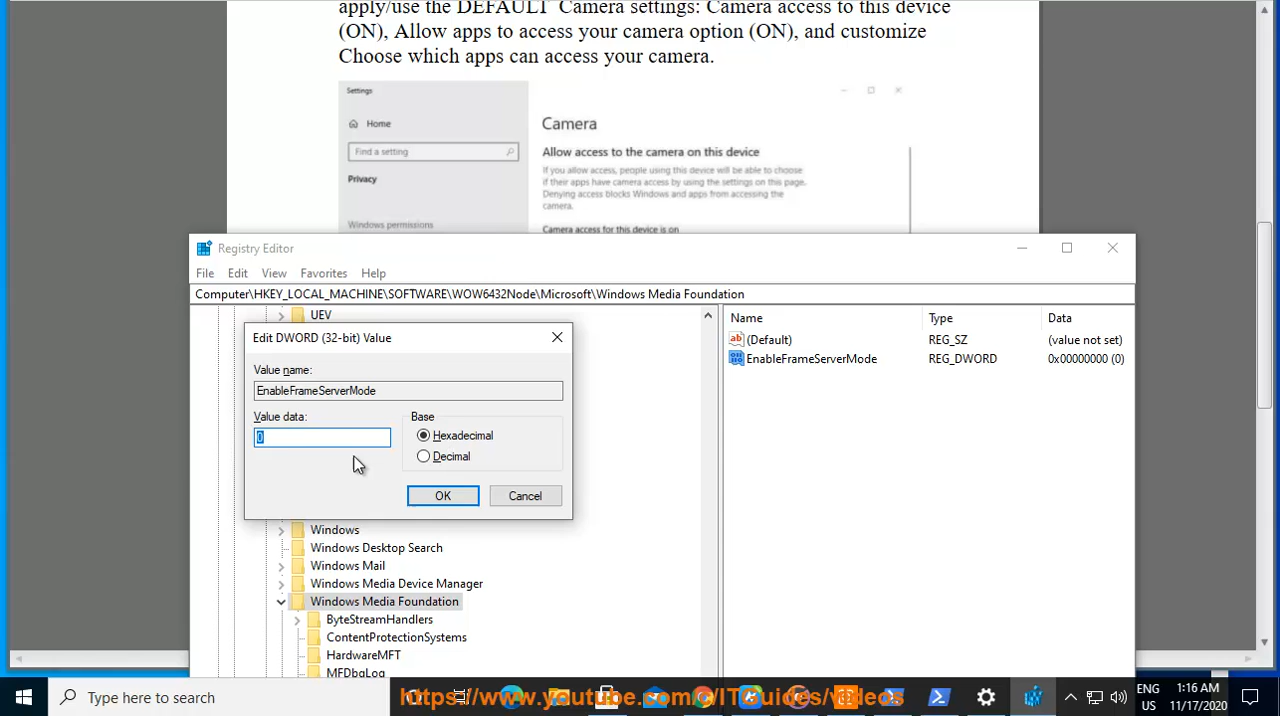 apply/use the DEFAULT Camera settings: Camera access to this device
(ON), Allow apps to access your camera option (ON), and customize
Choose which apps can access your camera.
Settings
Home
Find a setting
Privacy
Windows permissions
Camera
Allow access to the camera on this device
If you allow access, people using this device will be able to choose
if their apps have camera access by using the settings on this page.
Denying access blocks Windows and apps from accessing the
camera.
Camera access for this device is on
Registry Editor
File Edit View Favorites Help
Computer\HKEY_LOCAL_MACHINE\SOFTWARE\WOW6432Node\Microsoft\Windows Media Foundation
UEV
Name Type Data
ab (Default) REG_SZ (value not set)
EnableFrameServerMode REG_DWORD 0x00000000 (0)
Edit DWORD (32-bit) Value
Value name:
EnableFrameServerMode
Value data:
0
Base
Hexadecimal
Decimal
OK Cancel
Windows
Windows Desktop Search
Windows Mail
Windows Media Device Manager
Windows Media Foundation
ByteStreamHandlers
ContentProtectionSystems
HardwareMFT
MFDbgLog
Type here to search
https://www.youtube.com/c/ITGuides/videos
ENG
US
1:16 AM
11/17/2020